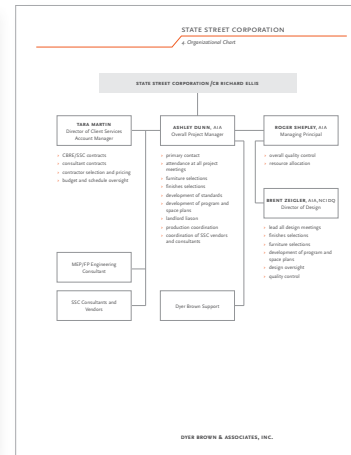 STATE STREET CORPORATION
4 Organizational Chart
STATE STREET CORPORATION /CB RICHARD ELLIS
TARA MARTIN
Director of Client Services
Account Manager
• CBRE/SSC contracts
• consultant contracts
• contractor selection and pricing
• budget and schedule oversight
ASHLEY DUNN, AIA
Overall Project Manager
• primary contact
• attendance at all project
meetings
• furniture selections
• finishes selections
• development of standards
• development of program and
space plans
• landlord liason
• production coordination
• coordination of SSC vendors
and consultants
ROGER SHEPLEY, AIA
Managing Principal
• overall quality control
• resource allocation
BRENT ZEIGLER, AIA,NCIDQ
Director of Design
• lead all design meetings
• finishes selections
• furniture selections
• development of program and
space plans
• design oversight
• quality control
MEP/FP Engineering
Consultant
SSC Consultants and
Vendors
Dyer Brown Support
DYER BROWN & ASSOCIATES, INC.